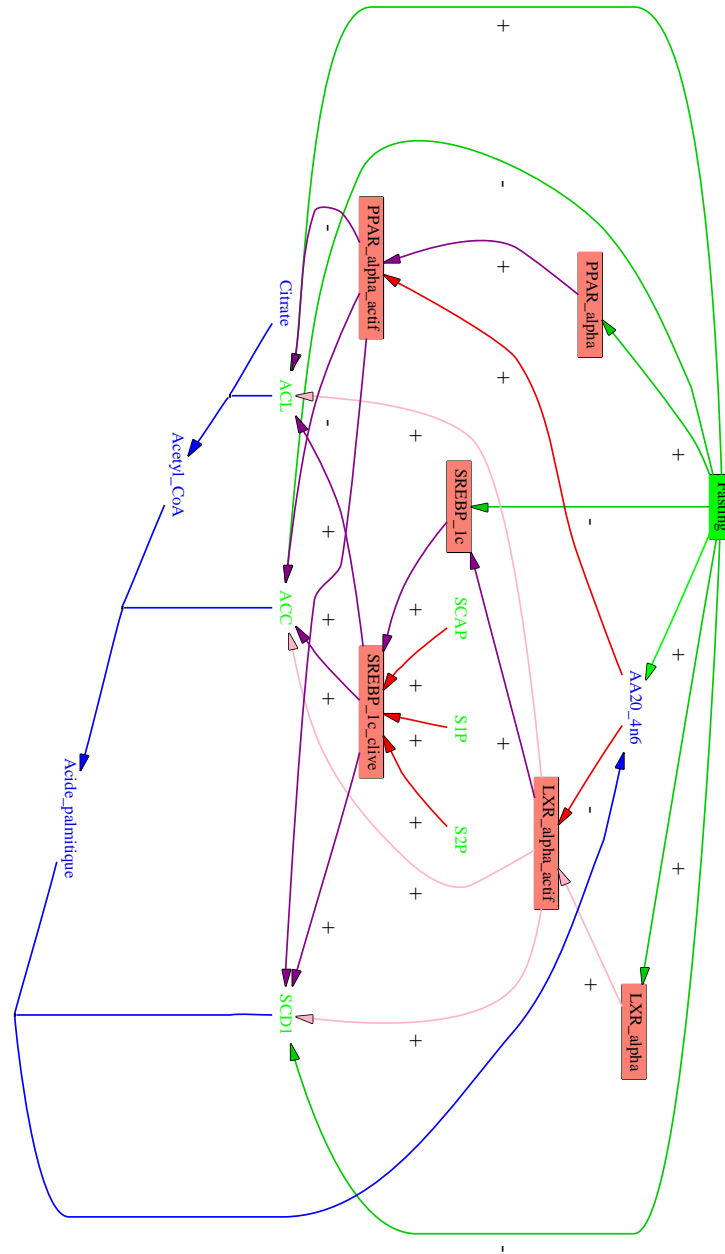 Fasting
+
+
+
AA20_4n6
LXR_alpha
PPAR_alpha
-
-
+
LXR_alpha_actif
+
-
+
+
+
-
SREBP_1c
SCAP
S1P
S2P
+
+
+
+
+
+
+
PPAR_alpha_actif
SREBP_1c_clive
-
-
+
+
+
+
Citrate
ACL
ACC
SCD1
Acetyl_CoA
Acide_palmitique